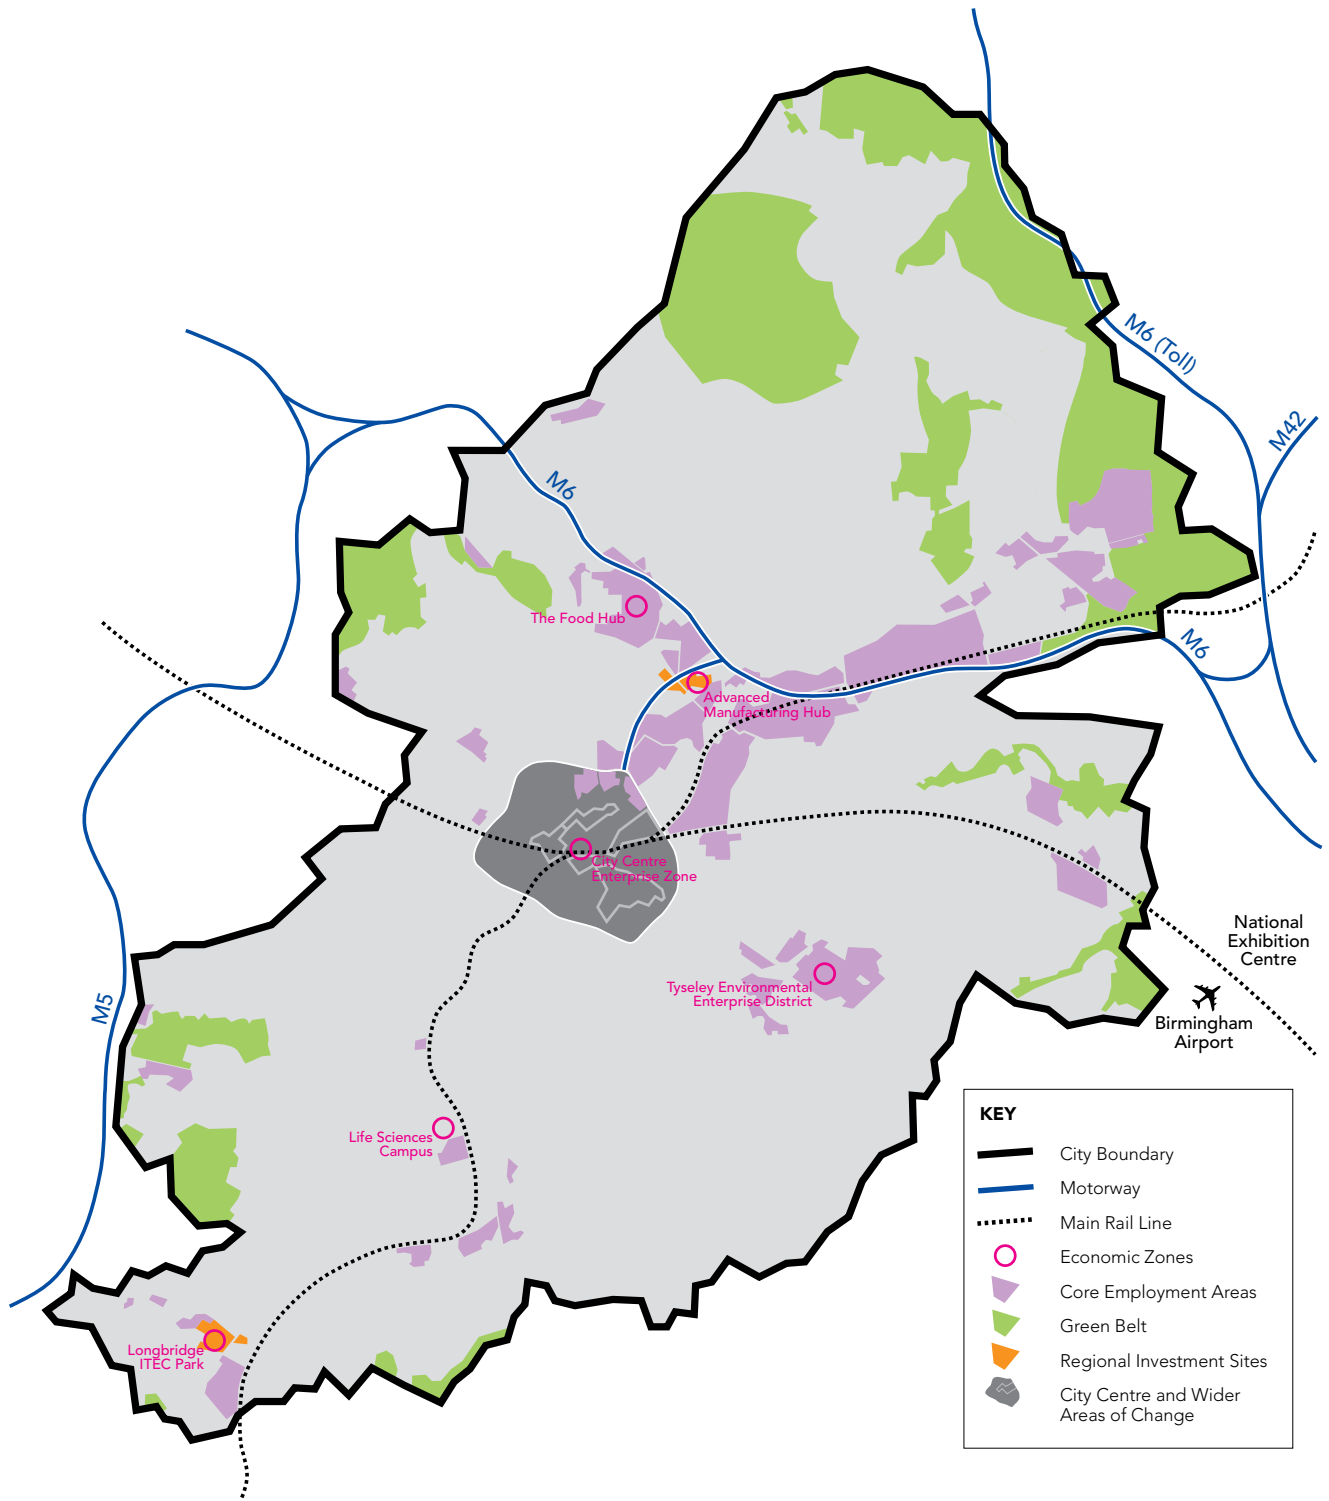 M6 (Toll)
M42
M6
The Food Hub
M6
Advanced
Manufacturing Hub
City Centre
Enterprise Zone
National
Exhibition
Centre
Tyseley Environmental
Enterprise District
M5
Birmingham
Airport
Life Sciences
Campus
Longbridge
ITEC Park
KEY
City Boundary
Motorway
Main Rail Line
Economic Zones
Core Employment Areas
Green Belt
Regional Investment Sites
City Centre and Wider
Areas of Change